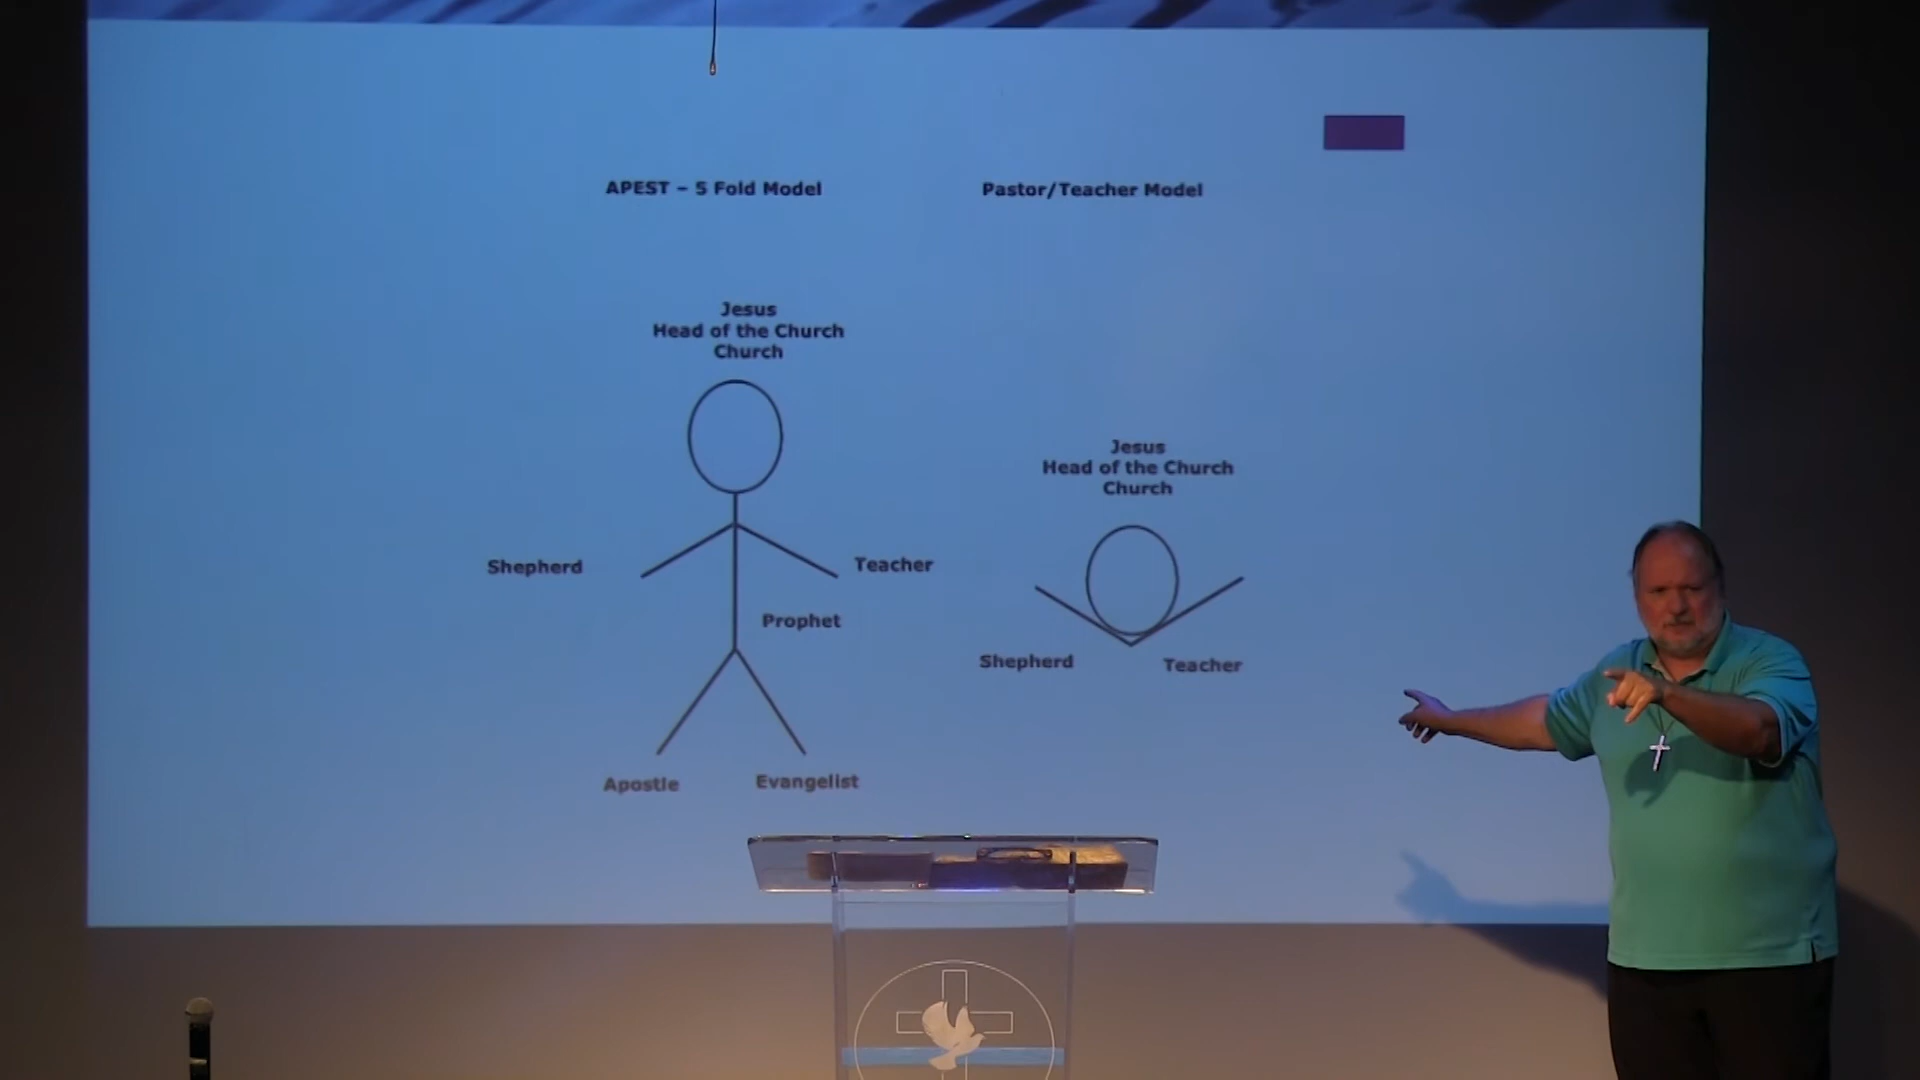 APEST – 5 Fold Model
Pastor/Teacher Model
Jesus
Head of the Church
Church
Shepherd
Teacher
Prophet
Apostle
Evangelist
Jesus
Head of the Church
Church
Shepherd
Teacher